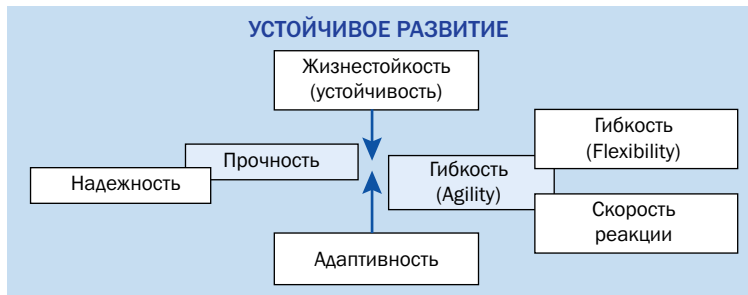 УСТОЙЧИВОЕ РАЗВИТИЕ
Жизнестойкость
(устойчивость)
Прочность
Надежность
Гибкость
(Agility)
Гибкость
(Flexibility)
Скорость
реакции
Адаптивность